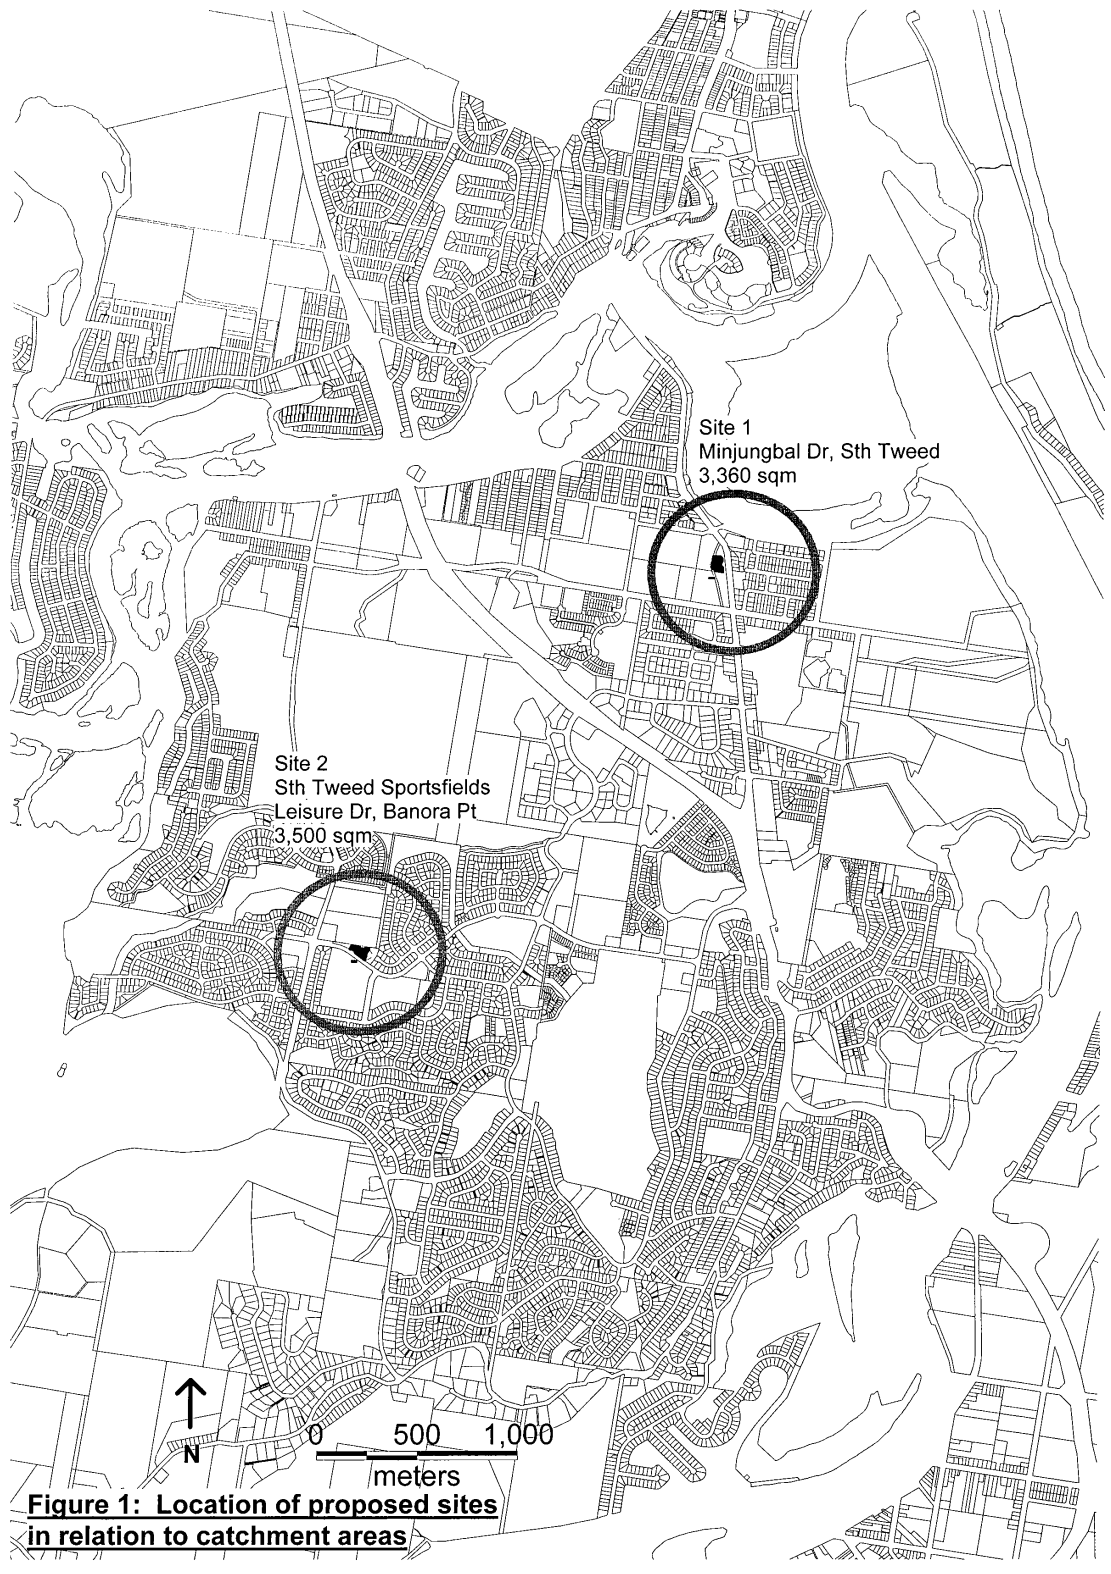 Site 1
Minjungbal Dr, Sth Tweed
3,360 sqm
Site 2
Sth Tweed Sportsfields
Leisure Dr, Banora Pt
3,500 sqm
N
0 500 1,000
meters
Figure 1: Location of proposed sites
in relation to catchment areas